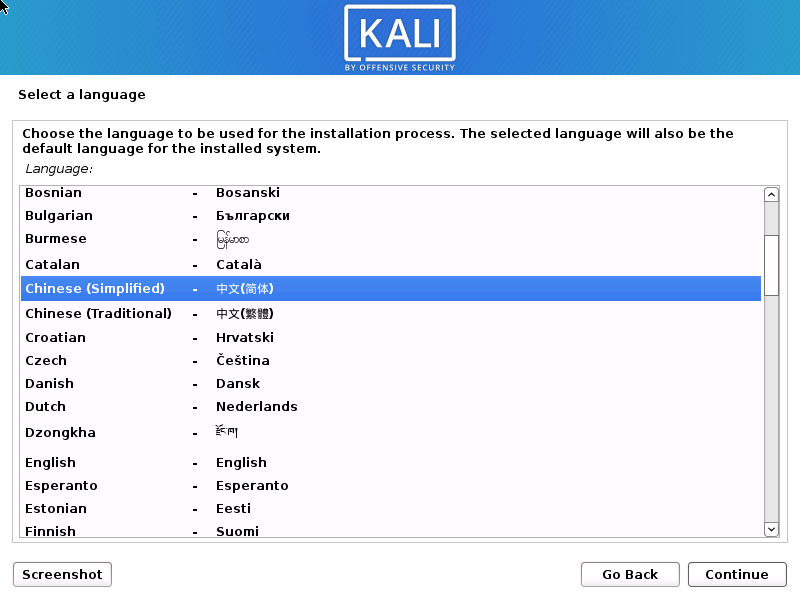 KALI
BY OFFENSIVE SECURITY
Select a language
Choose the language to be used for the installation process. The selected language will also be the
default language for the installed system.
Language:
Bosnian - Bosanski
Bulgarian - Български
Burmese - မြန်မာစာ
Catalan - Català
Chinese (Simplified) - 中文(简体)
Chinese (Traditional) - 中文(繁體)
Croatian - Hrvatski
Czech - Čeština
Danish - Dansk
Dutch - Nederlands
Dzongkha - རྫོང་ཁ།
English - English
Esperanto - Esperanto
Estonian - Eesti
Finnish - Suomi
Screenshot
Go Back
Continue